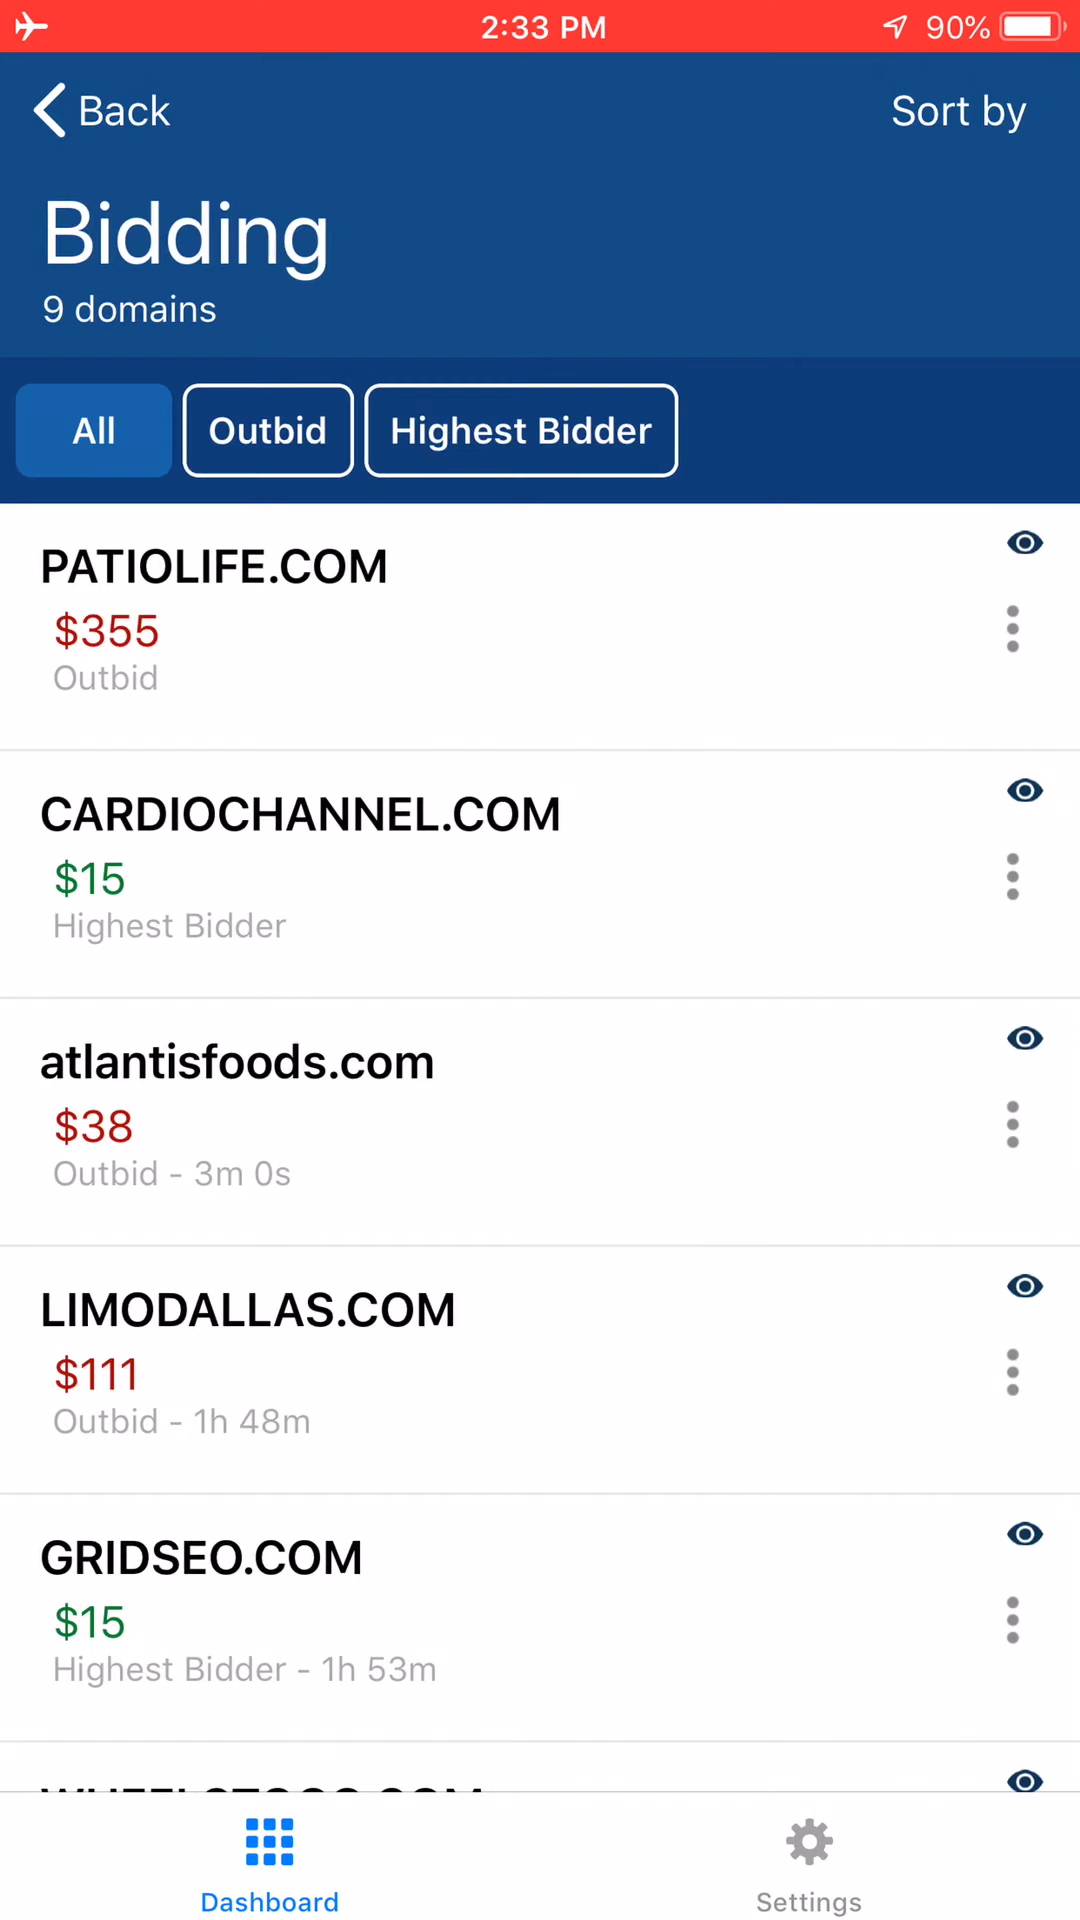 2:33 PM
90%
Back
Sort by
Bidding
9 domains
All
Outbid
Highest Bidder
PATIOLIFE.COM
$355
Outbid
CARDIOCHANNEL.COM
$15
Highest Bidder
atlantisfoods.com
$38
Outbid - 3m 0s
LIMODALLAS.COM
$111
Outbid - 1h 48m
GRIDSEO.COM
$15
Highest Bidder - 1h 53m
Dashboard
Settings